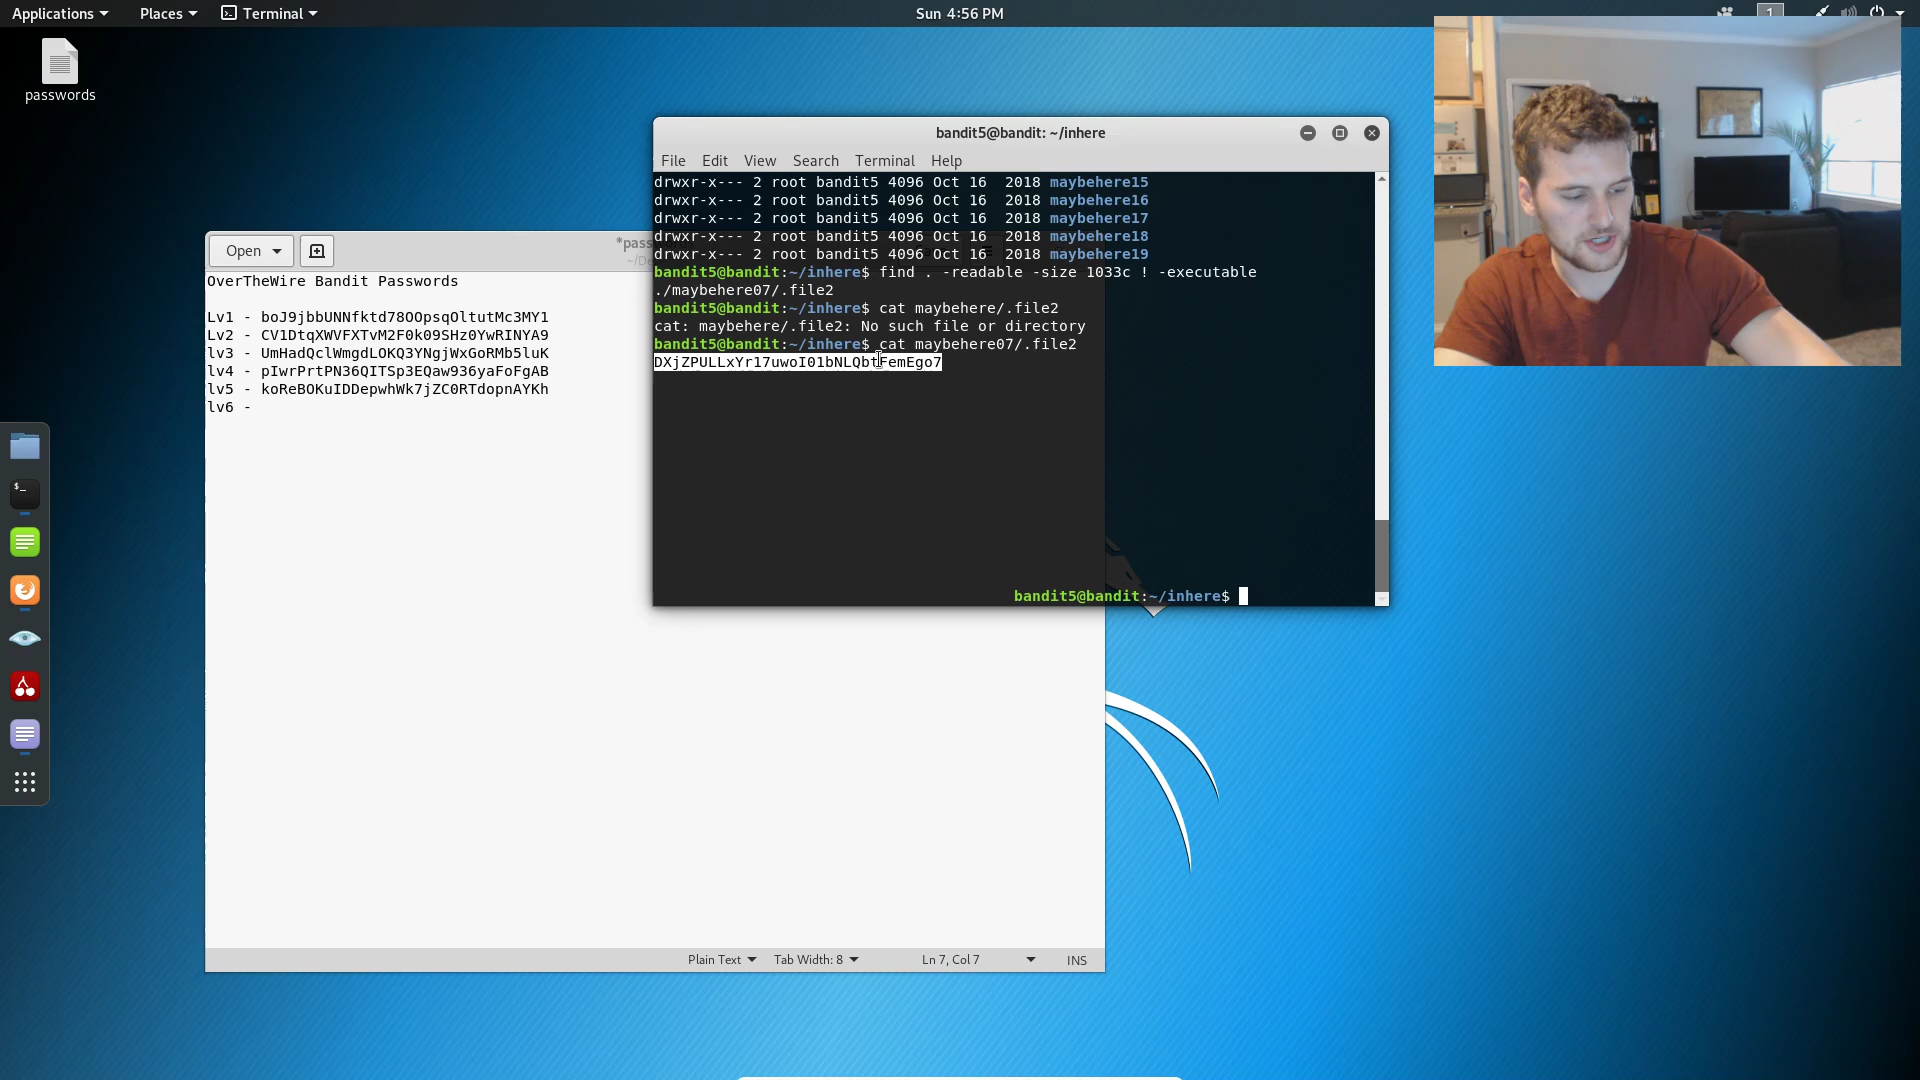 Applications Places Terminal Sun 4:56 PM 1
passwords
bandit5@bandit: ~/inhere
File Edit View Search Terminal Help
drwxr-x--- 2 root bandit5 4096 Oct 16  2018 maybehere15
drwxr-x--- 2 root bandit5 4096 Oct 16  2018 maybehere16
drwxr-x--- 2 root bandit5 4096 Oct 16  2018 maybehere17
drwxr-x--- 2 root bandit5 4096 Oct 16  2018 maybehere18
drwxr-x--- 2 root bandit5 4096 Oct 16  2018 maybehere19
bandit5@bandit:~/inhere$ find . -readable -size 1033c ! -executable
./maybehere07/.file2
bandit5@bandit:~/inhere$ cat maybehere/.file2
cat: maybehere/.file2: No such file or directory
bandit5@bandit:~/inhere$ cat maybehere07/.file2
DXjZPULLxYr17uwoI01bNLQbtFemEgo7
bandit5@bandit:~/inhere$
Open *pass
~/De
OverTheWire Bandit Passwords
Lv1 - boJ9jbbUNNfktd78OOpsqOltutMc3MY1
Lv2 - CV1DtqXWVFXTvM2F0k09SHz0YwRINYA9
lv3 - UmHadQclWmgdLOKQ3YNgjWxGoRMb5luK
lv4 - pIwrPrtPN36QITSp3EQaw936yaFoFgAB
lv5 - koReBOKuIDDepwhWk7jZC0RTdopnAYKh
lv6 -
Plain Text Tab Width: 8 Ln 7, Col 7 INS